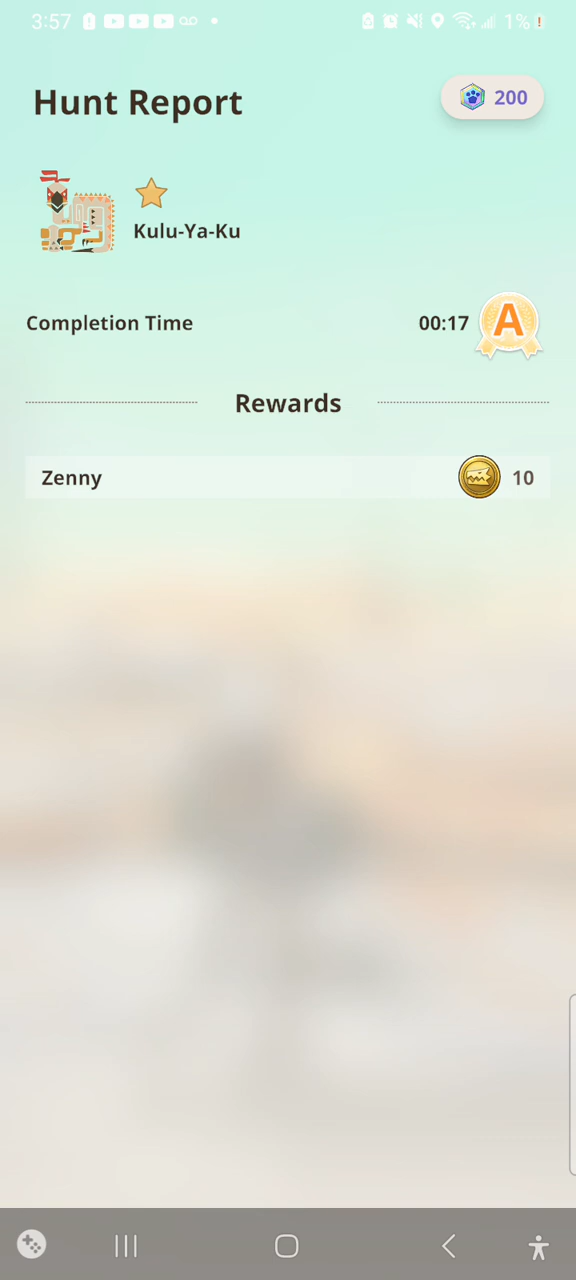 3:57 1%
Hunt Report 200
Kulu-Ya-Ku
Completion Time 00:17 A
Rewards
Zenny 10